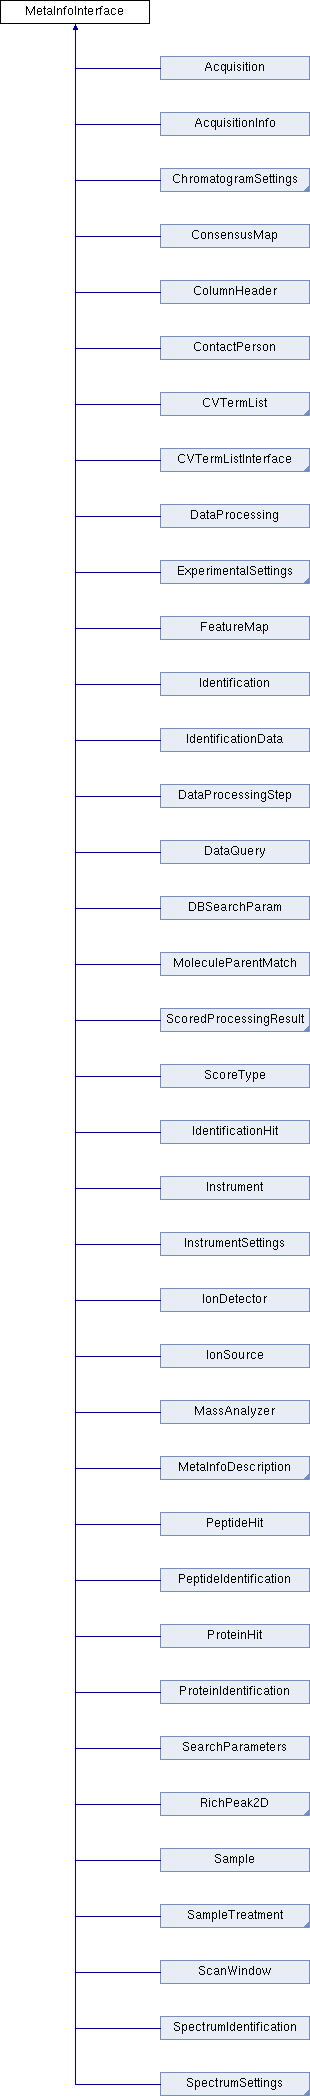 MetaInfoInterface
Acquisition
AcquisitionInfo
ChromatogramSettings
ConsensusMap
ColumnHeader
ContactPerson
CVTermList
CVTermListInterface
DataProcessing
ExperimentalSettings
FeatureMap
Identification
IdentificationData
DataProcessingStep
DataQuery
DBSearchParam
MoleculeParentMatch
ScoredProcessingResult
ScoreType
IdentificationHit
Instrument
InstrumentSettings
IonDetector
IonSource
MassAnalyzer
MetaInfoDescription
PeptideHit
PeptideIdentification
ProteinHit
ProteinIdentification
SearchParameters
RichPeak2D
Sample
SampleTreatment
ScanWindow
SpectrumIdentification
SpectrumSettings